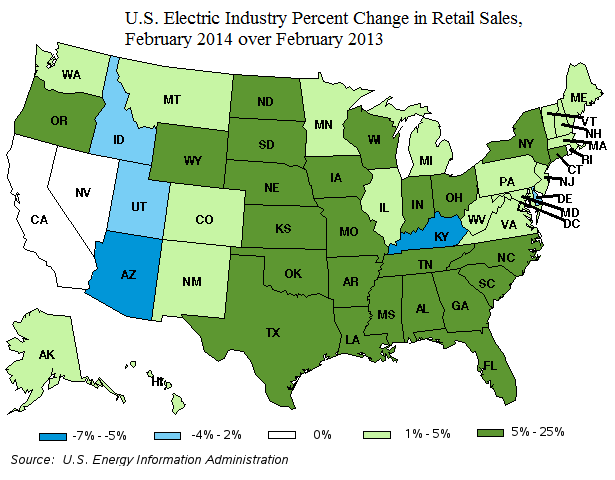 U.S. Electric Industry Percent Change in Retail Sales,
February 2014 over February 2013
WA
MT
ND
MN
ME
VT
NH
MA
RI
CT
NJ
DE
MD
DC
OR
ID
WY
SD
WI
MI
NY
PA
NV
UT
CO
NE
IA
IL
IN
OH
WV
VA
CA
AZ
NM
KS
MO
KY
NC
TN
SC
OK
AR
MS
AL
GA
TX
LA
FL
AK
HI
-7% - -5%
-4% - -2%
0%
1% - 5%
5% - 25%
Source: U.S. Energy Information Administration